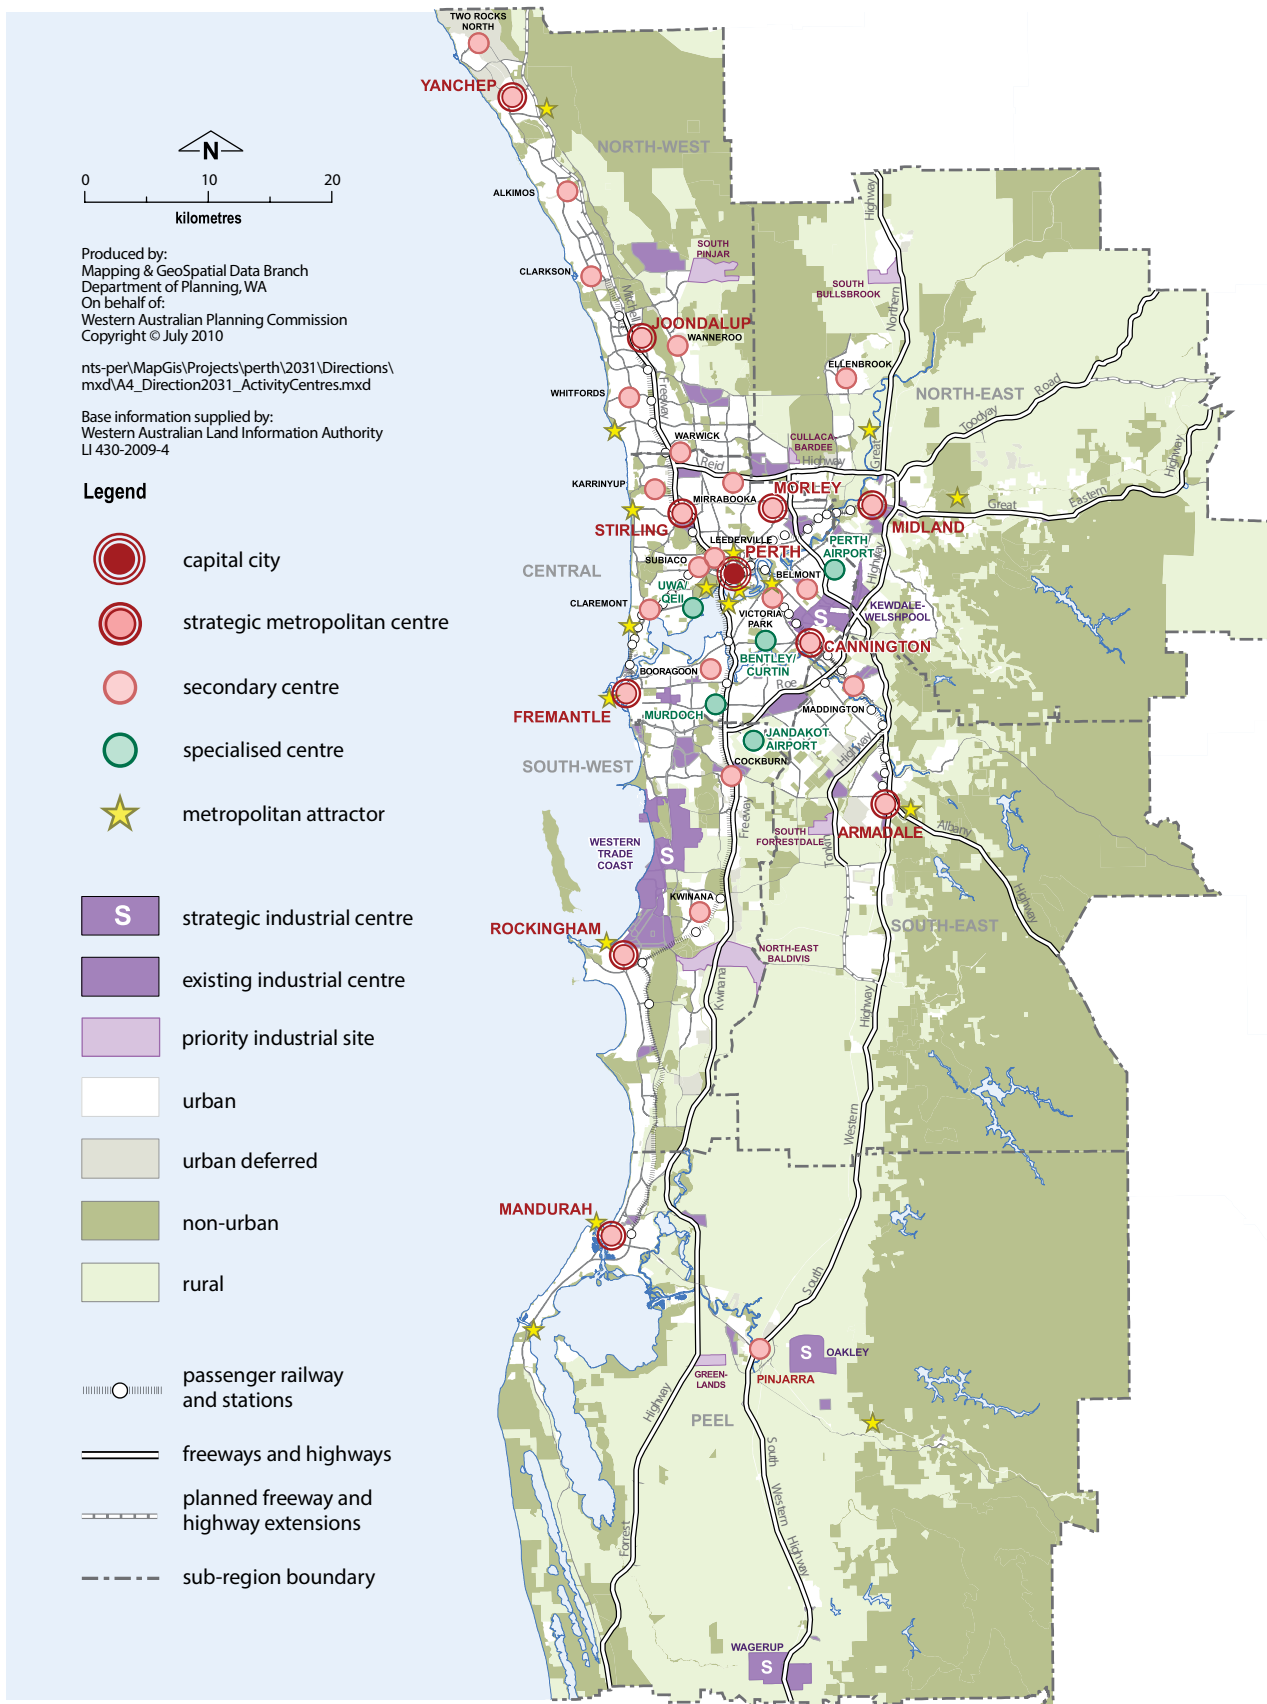 TWO ROCKS
NORTH
YANCHEP
NORTH-WEST
N
0 10 20
kilometres
ALKIMOS
Highway
Produced by:
Mapping & GeoSpatial Data Branch
Department of Planning, WA
On behalf of:
Western Australian Planning Commission
Copyright © July 2010
nts-per\MapGis\Projects\perth\2031\Directions\
mxd\A4_Direction2031_ActivityCentres.mxd
Base information supplied by:
Western Australian Land Information Authority
LI 430-2009-4
SOUTH
PINJAR
CLARKSON
SOUTH
BULLSBROOK
Mitchell
Northern
JOONDALUP
WANNEROO
ELLENBROOK
WHITFORDS
Freeway
NORTH-EAST
Road
Toodyay
WARWICK
CULLACA-
BARDEE
Reid
Highway
Great
Highway
KARRINYUP
MIRRABOOKA
MORLEY
Great
Eastern
STIRLING
MIDLAND
LEEDERVILLE
PERTH
PERTH
AIRPORT
Highway
SUBIACO
CENTRAL
BELMONT
UWA/
QEII
CLAREMONT
VICTORIA
PARK
S
KEWDALE-
WELSHPOOL
CANNINGTON
BENTLEY/
CURTIN
BOORAGOON
Roe
FREMANTLE
MURDOCH
MADDINGTON
JANDAKOT
AIRPORT
Highway
SOUTH-WEST
COCKBURN
Freeway
SOUTH
FORRESTDALE
Tonkin
ARMADALE
Albany
Highway
WESTERN
TRADE
COAST
S
KWINANA
ROCKINGHAM
SOUTH-EAST
NORTH-EAST
BALDIVIS
Kwinana
Highway
Western
MANDURAH
South
S
OAKLEY
GREEN-
LANDS
PINJARRA
Highway
PEEL
South
Western
Highway
Forrest
WAGERUP
S
Legend
capital city
strategic metropolitan centre
secondary centre
specialised centre
metropolitan attractor
S
strategic industrial centre
existing industrial centre
priority industrial site
urban
urban deferred
non-urban
rural
passenger railway
and stations
freeways and highways
planned freeway and
highway extensions
sub-region boundary